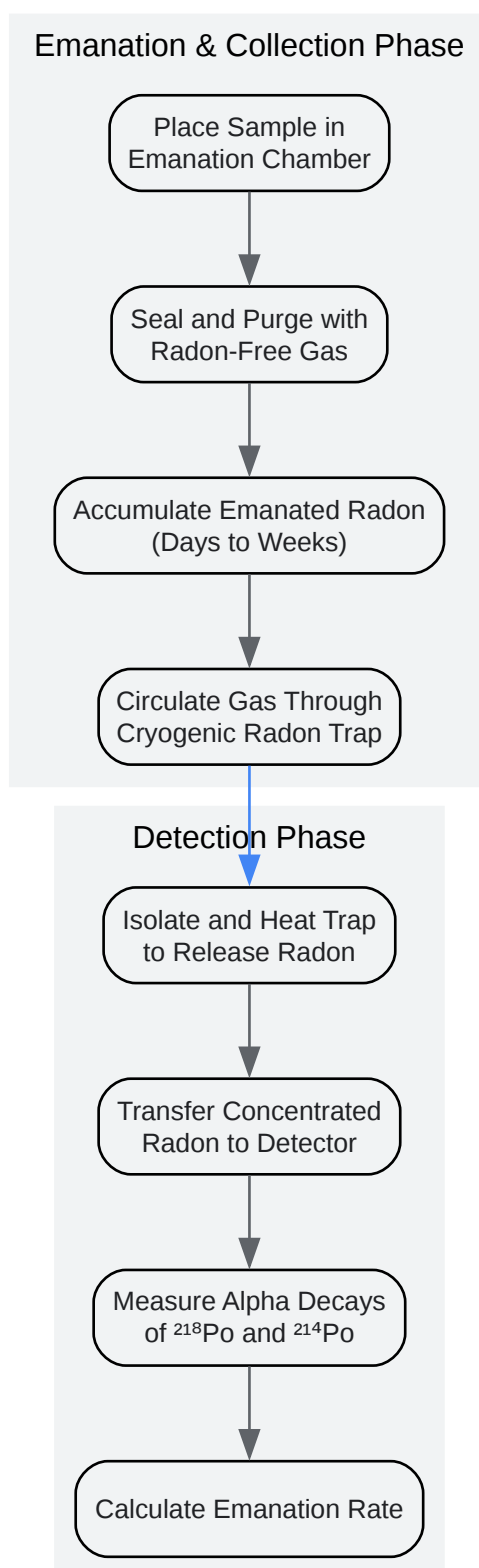 Emanation & Collection Phase
Place Sample in
Emanation Chamber
Seal and Purge with
Radon-Free Gas
Accumulate Emanated Radon
(Days to Weeks)
Circulate Gas Through
Cryogenic Radon Trap
Detection Phase
Isolate and Heat Trap
to Release Radon
Transfer Concentrated
Radon to Detector
Measure Alpha Decays
of ²¹⁸Po and ²¹⁴Po
Calculate Emanation Rate